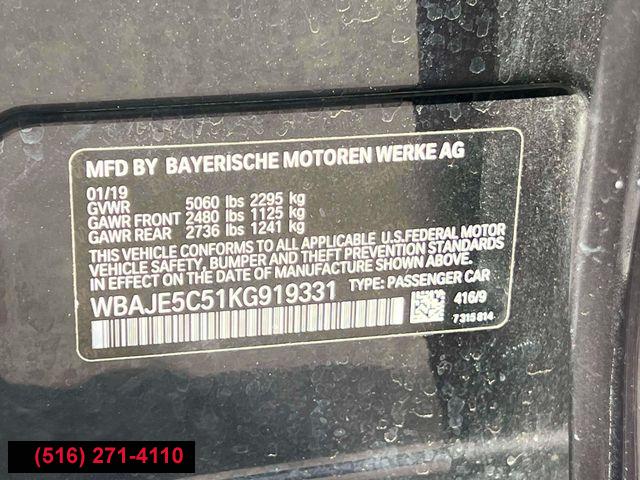 MFD BY BAYERISCHE MOTOREN WERKE AG
01/19
GVWR 5060 lbs 2295 kg
GAWR FRONT 2480 lbs 1125 kg
GAWR REAR 2736 lbs 1241 kg
THIS VEHICLE CONFORMS TO ALL APPLICABLE U.S.FEDERAL MOTOR
VEHICLE SAFETY, BUMPER AND THEFT PREVENTION STANDARDS
IN EFFECT ON THE DATE OF MANUFACTURE SHOWN ABOVE.
WBAJE5C51KG919331 TYPE: PASSENGER CAR
416/9
7315814
(516) 271-4110